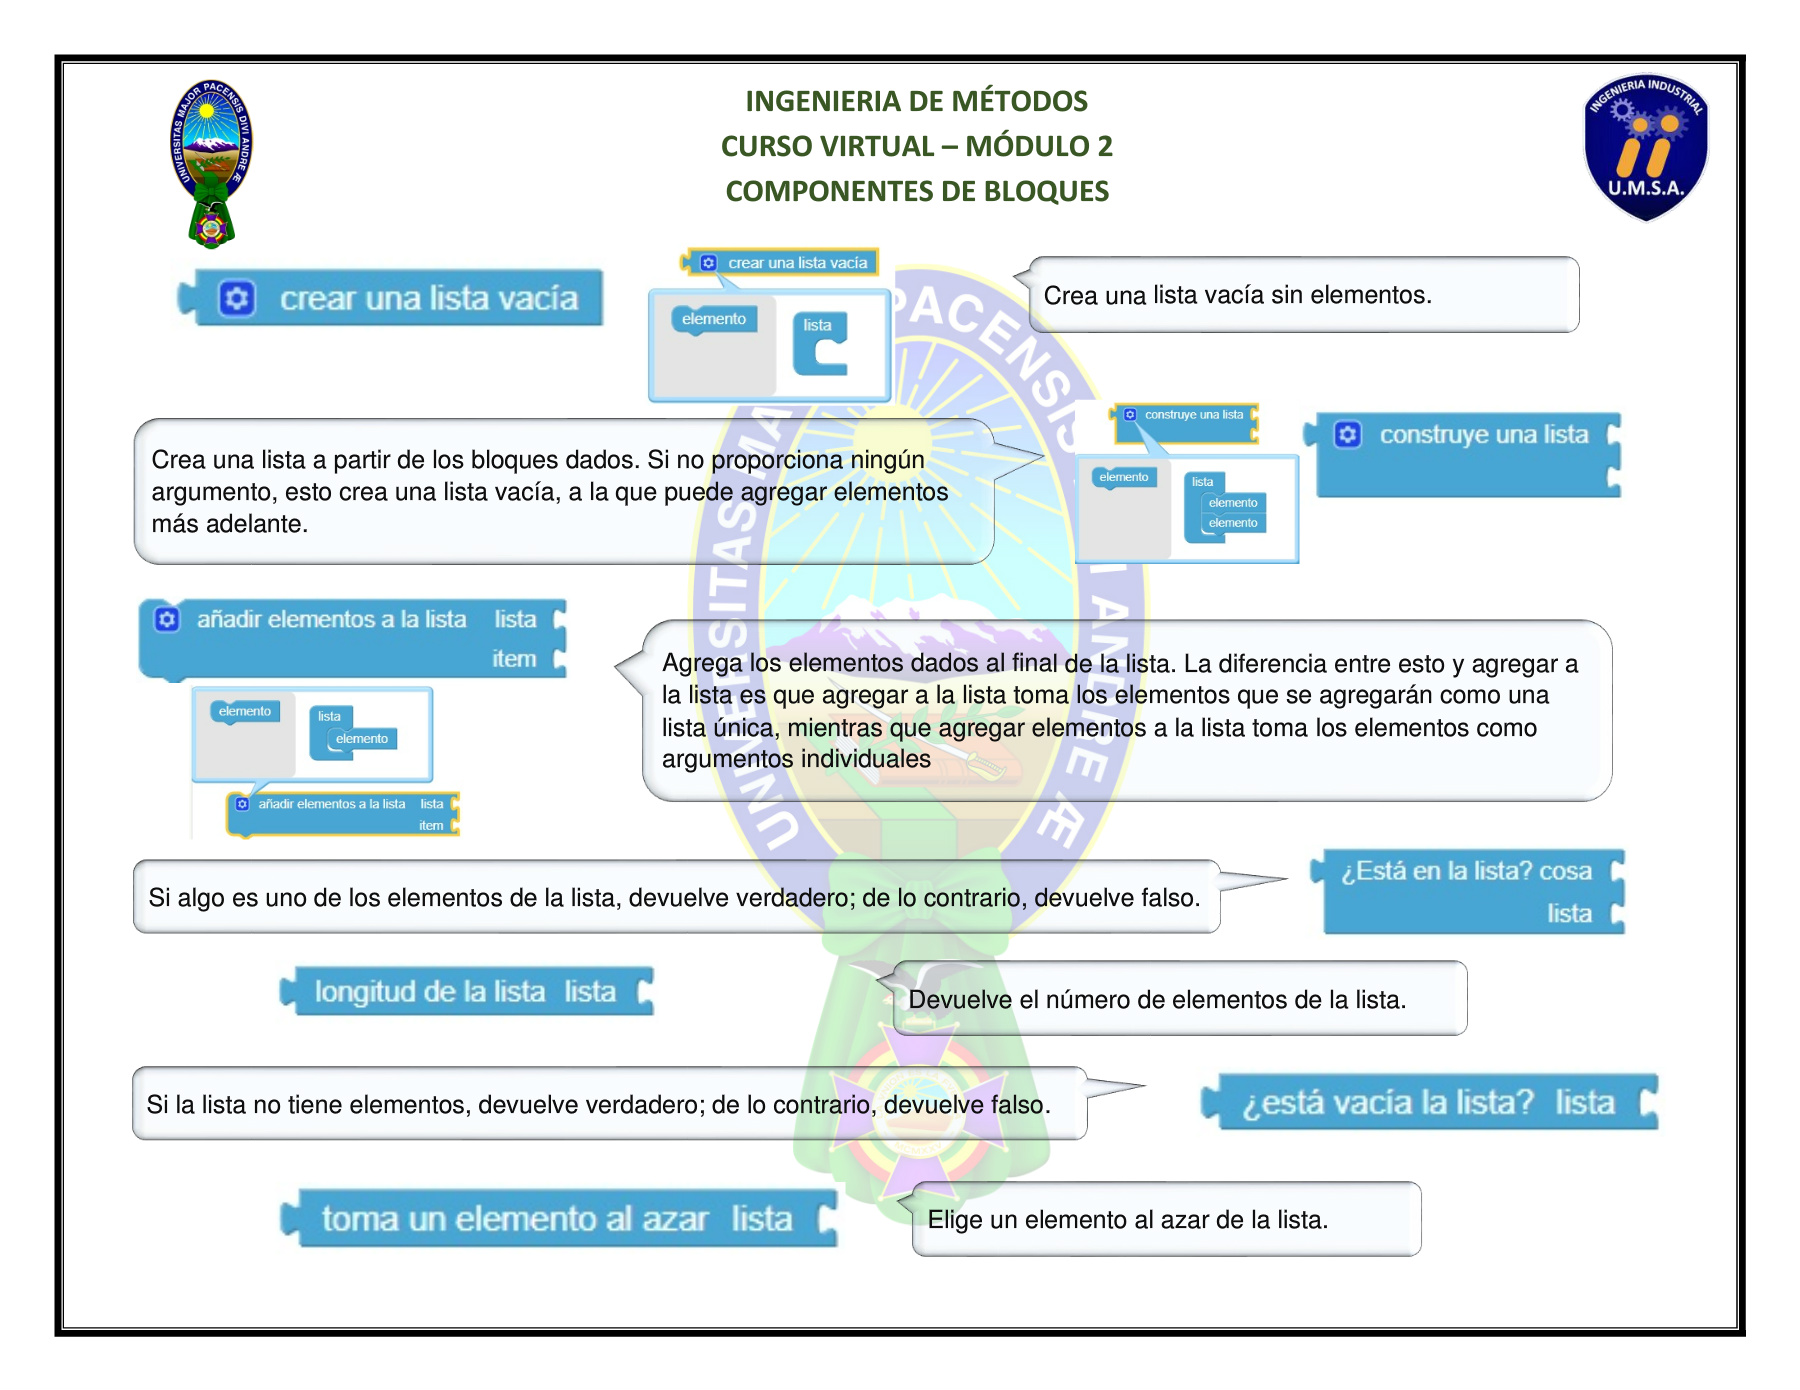 INGENIERIA DE MÉTODOS
CURSO VIRTUAL – MÓDULO 2
COMPONENTES DE BLOQUES
UNIVERSITAS MAJOR PACENSIS DIVI ANDRE Æ
INGENIERIA INDUSTRIAL
U.M.S.A.
crear una lista vacía
crear una lista vacía
elemento
lista
Crea una lista vacía sin elementos.
Crea una lista a partir de los bloques dados. Si no proporciona ningún
argumento, esto crea una lista vacía, a la que puede agregar elementos
más adelante.
construye una lista
elemento
lista
elemento
elemento
construye una lista
añadir elementos a la lista lista
item
elemento
lista
elemento
añadir elementos a la lista lista
item
Agrega los elementos dados al final de la lista. La diferencia entre esto y agregar a
la lista es que agregar a la lista toma los elementos que se agregarán como una
lista única, mientras que agregar elementos a la lista toma los elementos como
argumentos individuales
Si algo es uno de los elementos de la lista, devuelve verdadero; de lo contrario, devuelve falso.
¿Está en la lista? cosa
lista
longitud de la lista lista
Devuelve el número de elementos de la lista.
Si la lista no tiene elementos, devuelve verdadero; de lo contrario, devuelve falso.
¿está vacía la lista? lista
toma un elemento al azar lista
Elige un elemento al azar de la lista.
UNIVERSITAS MA PACENSIS I ANDRE Æ